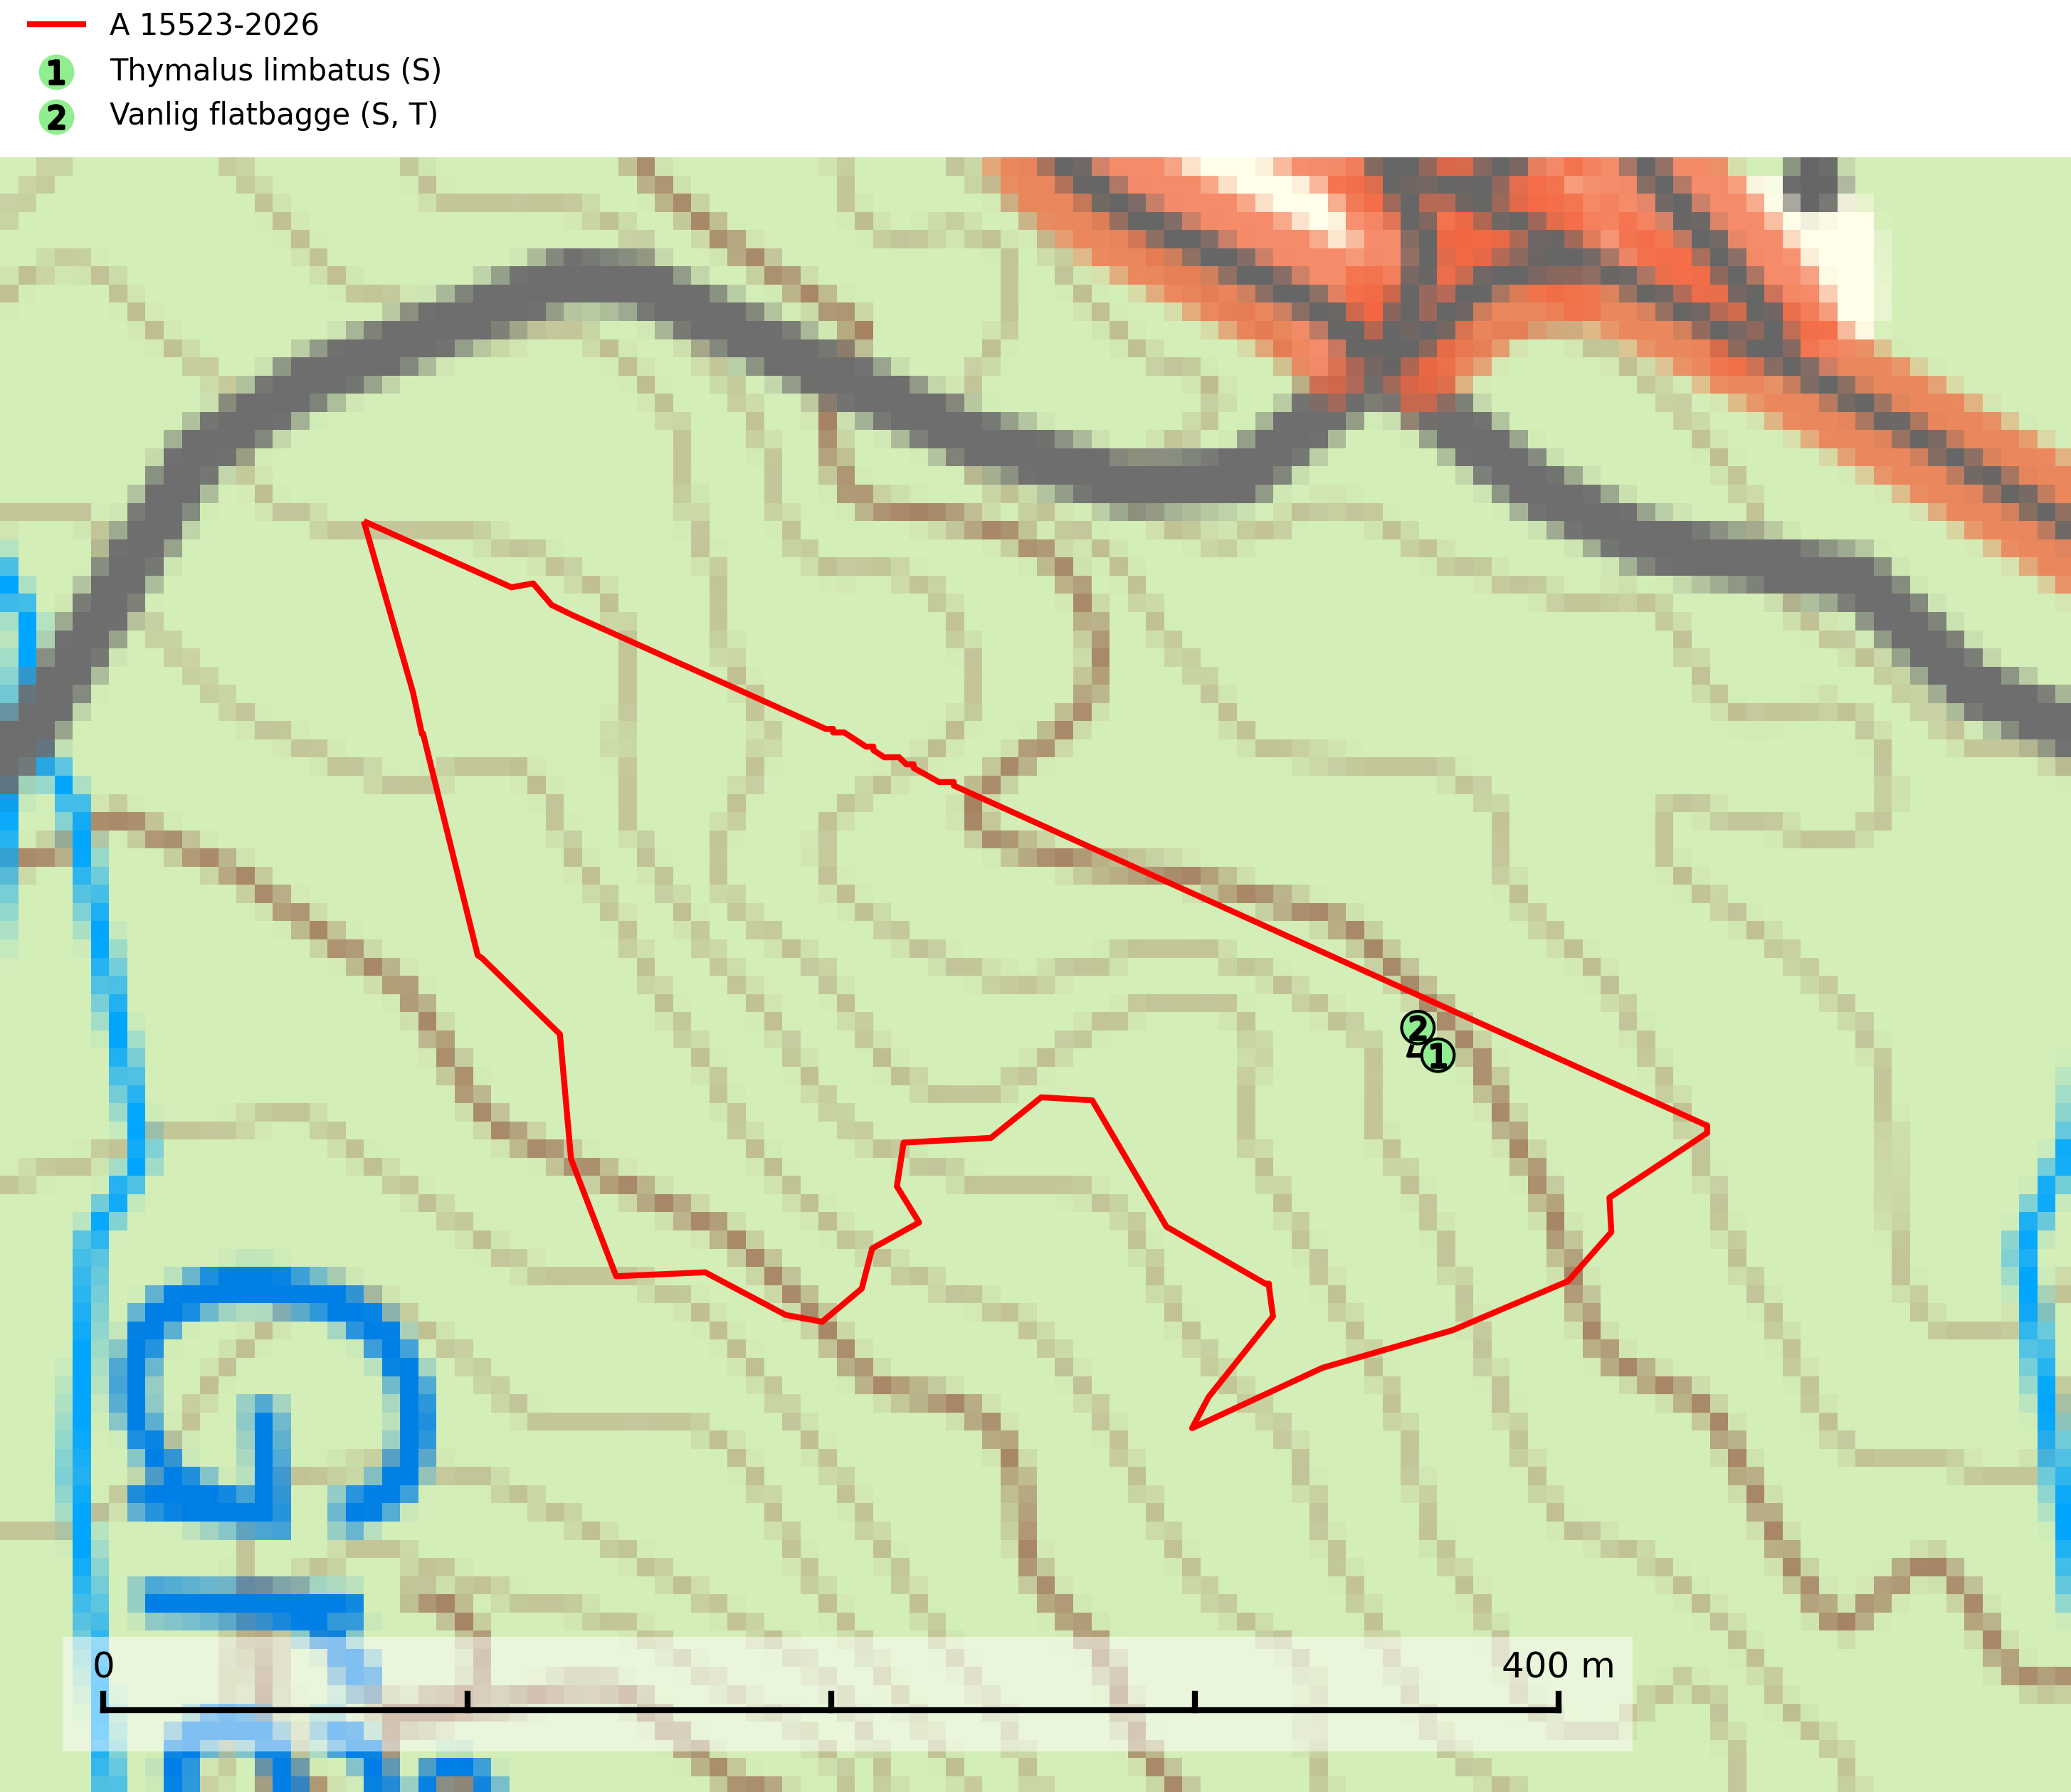 A 15523-2026
1 Thymalus limbatus (S)
2 Vanlig flatbagge (S, T)
2
1
0 400 m